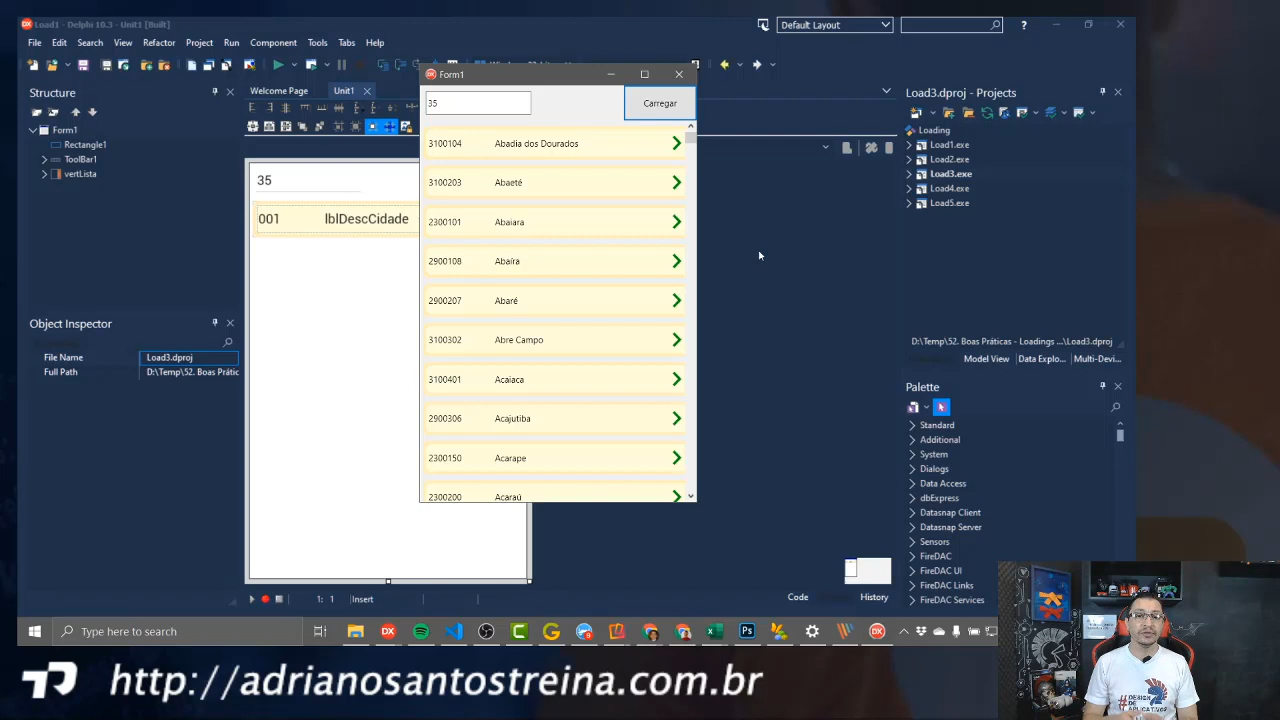 Load1 - Delphi 10.3 - Unit1 [Built]
Default Layout
?
File Edit Search View Refactor Project Run Component Tools Tabs Help
Structure
Welcome Page Unit1
Form1
Rectangle1
ToolBar1
vertLista
35
001 lblDescCidade
Form1
35 Carregar
3100104 Abadia dos Dourados
3100203 Abaeté
2300101 Abaiara
2900108 Abaíra
2900207 Abaré
3100302 Abre Campo
3100401 Acaiaca
2900306 Acajutiba
2300150 Acarape
2300200 Acaraú
Object Inspector
File Name Load3.dproj
Full Path D:\Temp\52. Boas Prátic
1: 1 Insert
Code History
Load3.dproj - Projects
Loading
Load1.exe
Load2.exe
Load3.exe
Load4.exe
Load5.exe
D:\Temp\52. Boas Práticas - Loadings ...\Load3.dproj
Model View Data Explo... Multi-Devi...
Palette
Standard
Additional
System
Dialogs
Data Access
dbExpress
Datasnap Client
Datasnap Server
Sensors
FireDAC
FireDAC UI
FireDAC Links
FireDAC Services
Type here to search
http://adrianosantostreina.com.br
#DESIGN
DE
APLICATIVOS